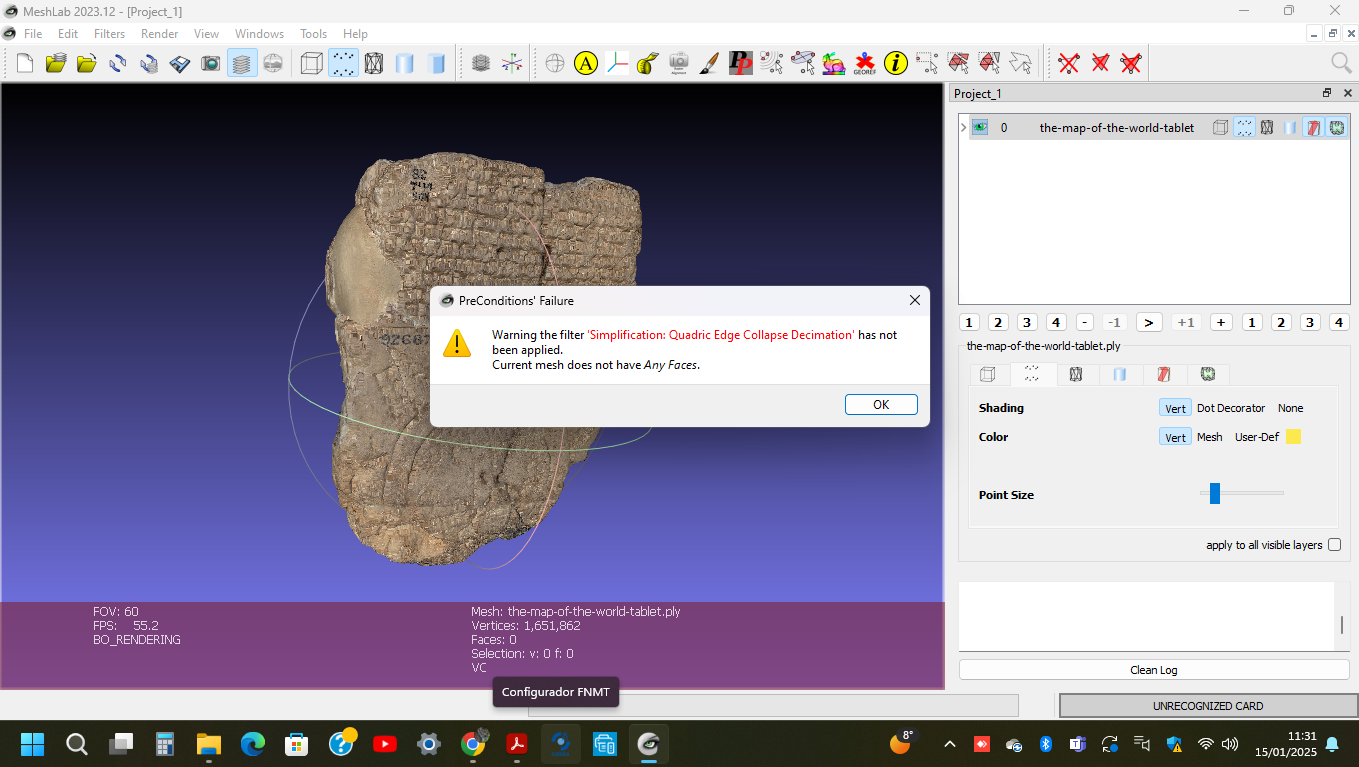 MeshLab 2023.12 - [Project_1]
File Edit Filters Render View Windows Tools Help
A
PP
GEOREF
i
Project_1
0 the-map-of-the-world-tablet
PreConditions' Failure
Warning the filter 'Simplification: Quadric Edge Collapse Decimation' has not
been applied.
Current mesh does not have Any Faces.
OK
1 2 3 4 - -1 > +1 + 1 2 3 4
the-map-of-the-world-tablet.ply
Shading Vert Dot Decorator None
Color Vert Mesh User-Def
Point Size
apply to all visible layers
FOV: 60
FPS: 55.2
BO_RENDERING
Mesh: the-map-of-the-world-tablet.ply
Vertices: 1,651,862
Faces: 0
Selection: v: 0 f: 0
VC
Clean Log
Configurador FNMT
UNRECOGNIZED CARD
8°
11:31
15/01/2025